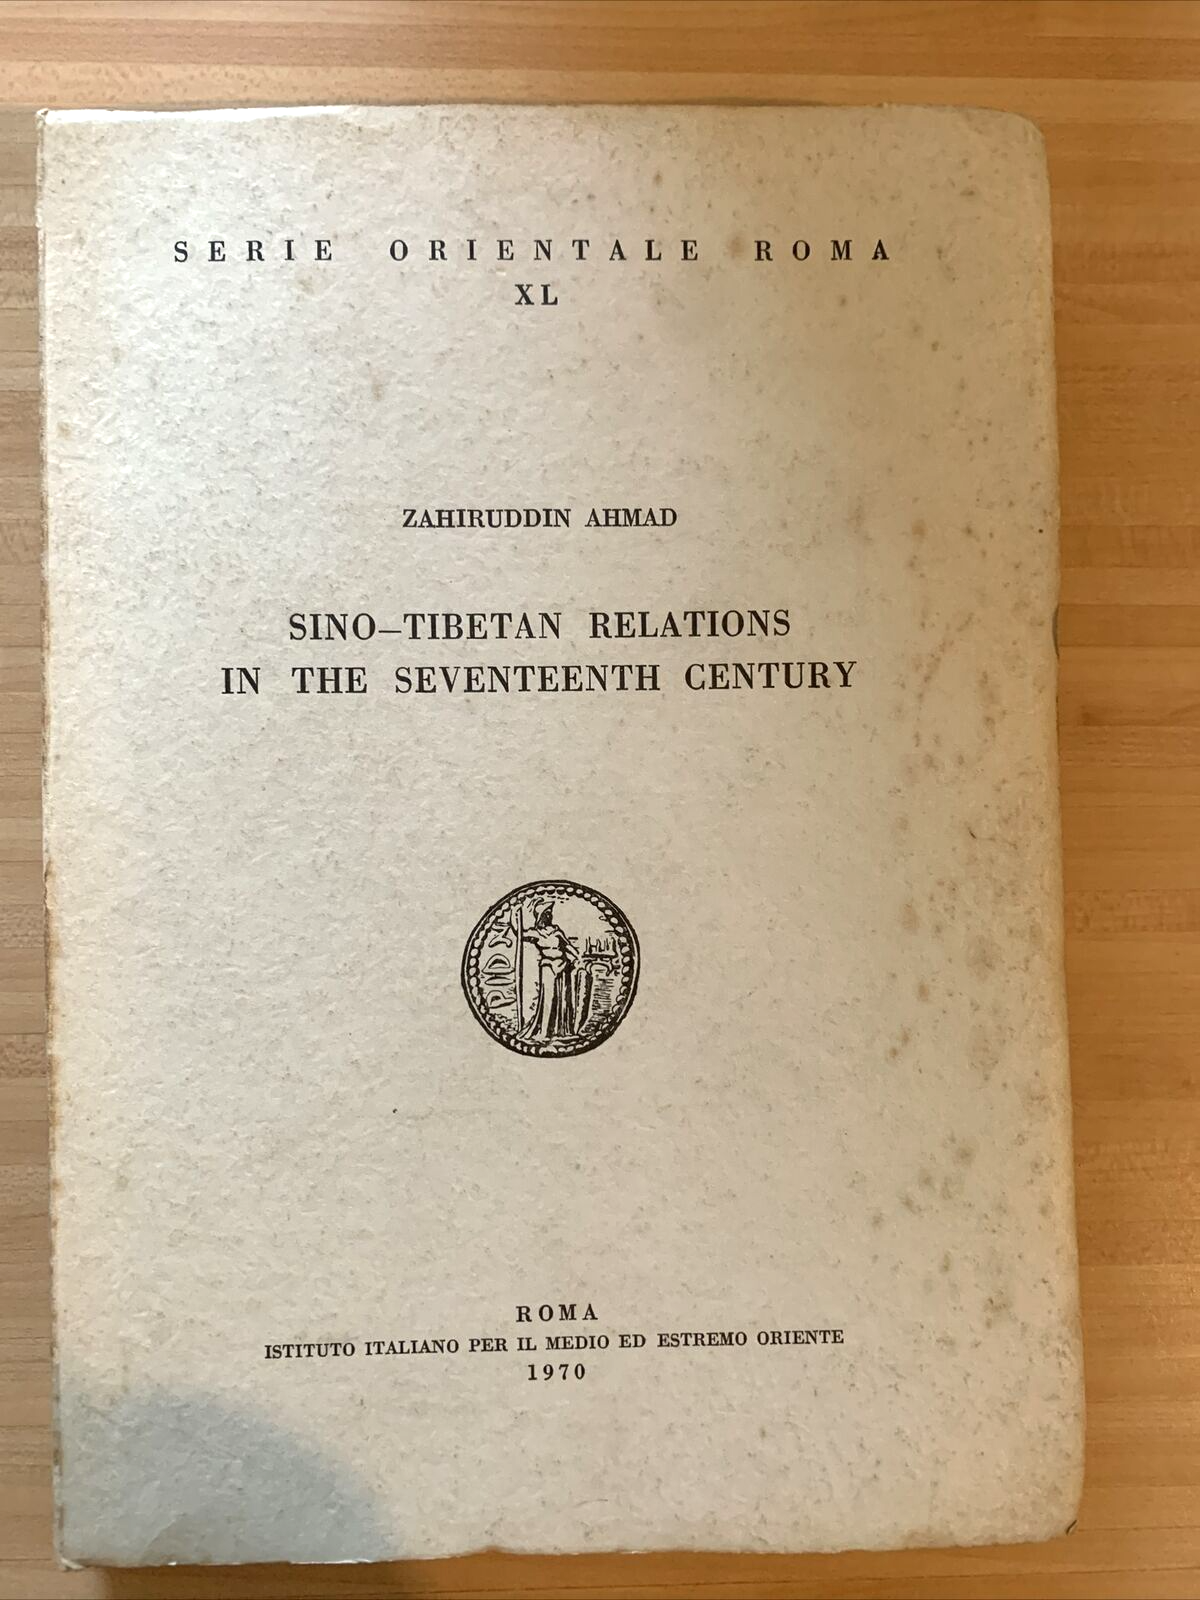 SERIE ORIENTALE ROMA
XL
ZAHIRUDDIN AHMAD
SINO–TIBETAN RELATIONS
IN THE SEVENTEENTH CENTURY
ROMA
ISTITUTO ITALIANO PER IL MEDIO ED ESTREMO ORIENTE
1970